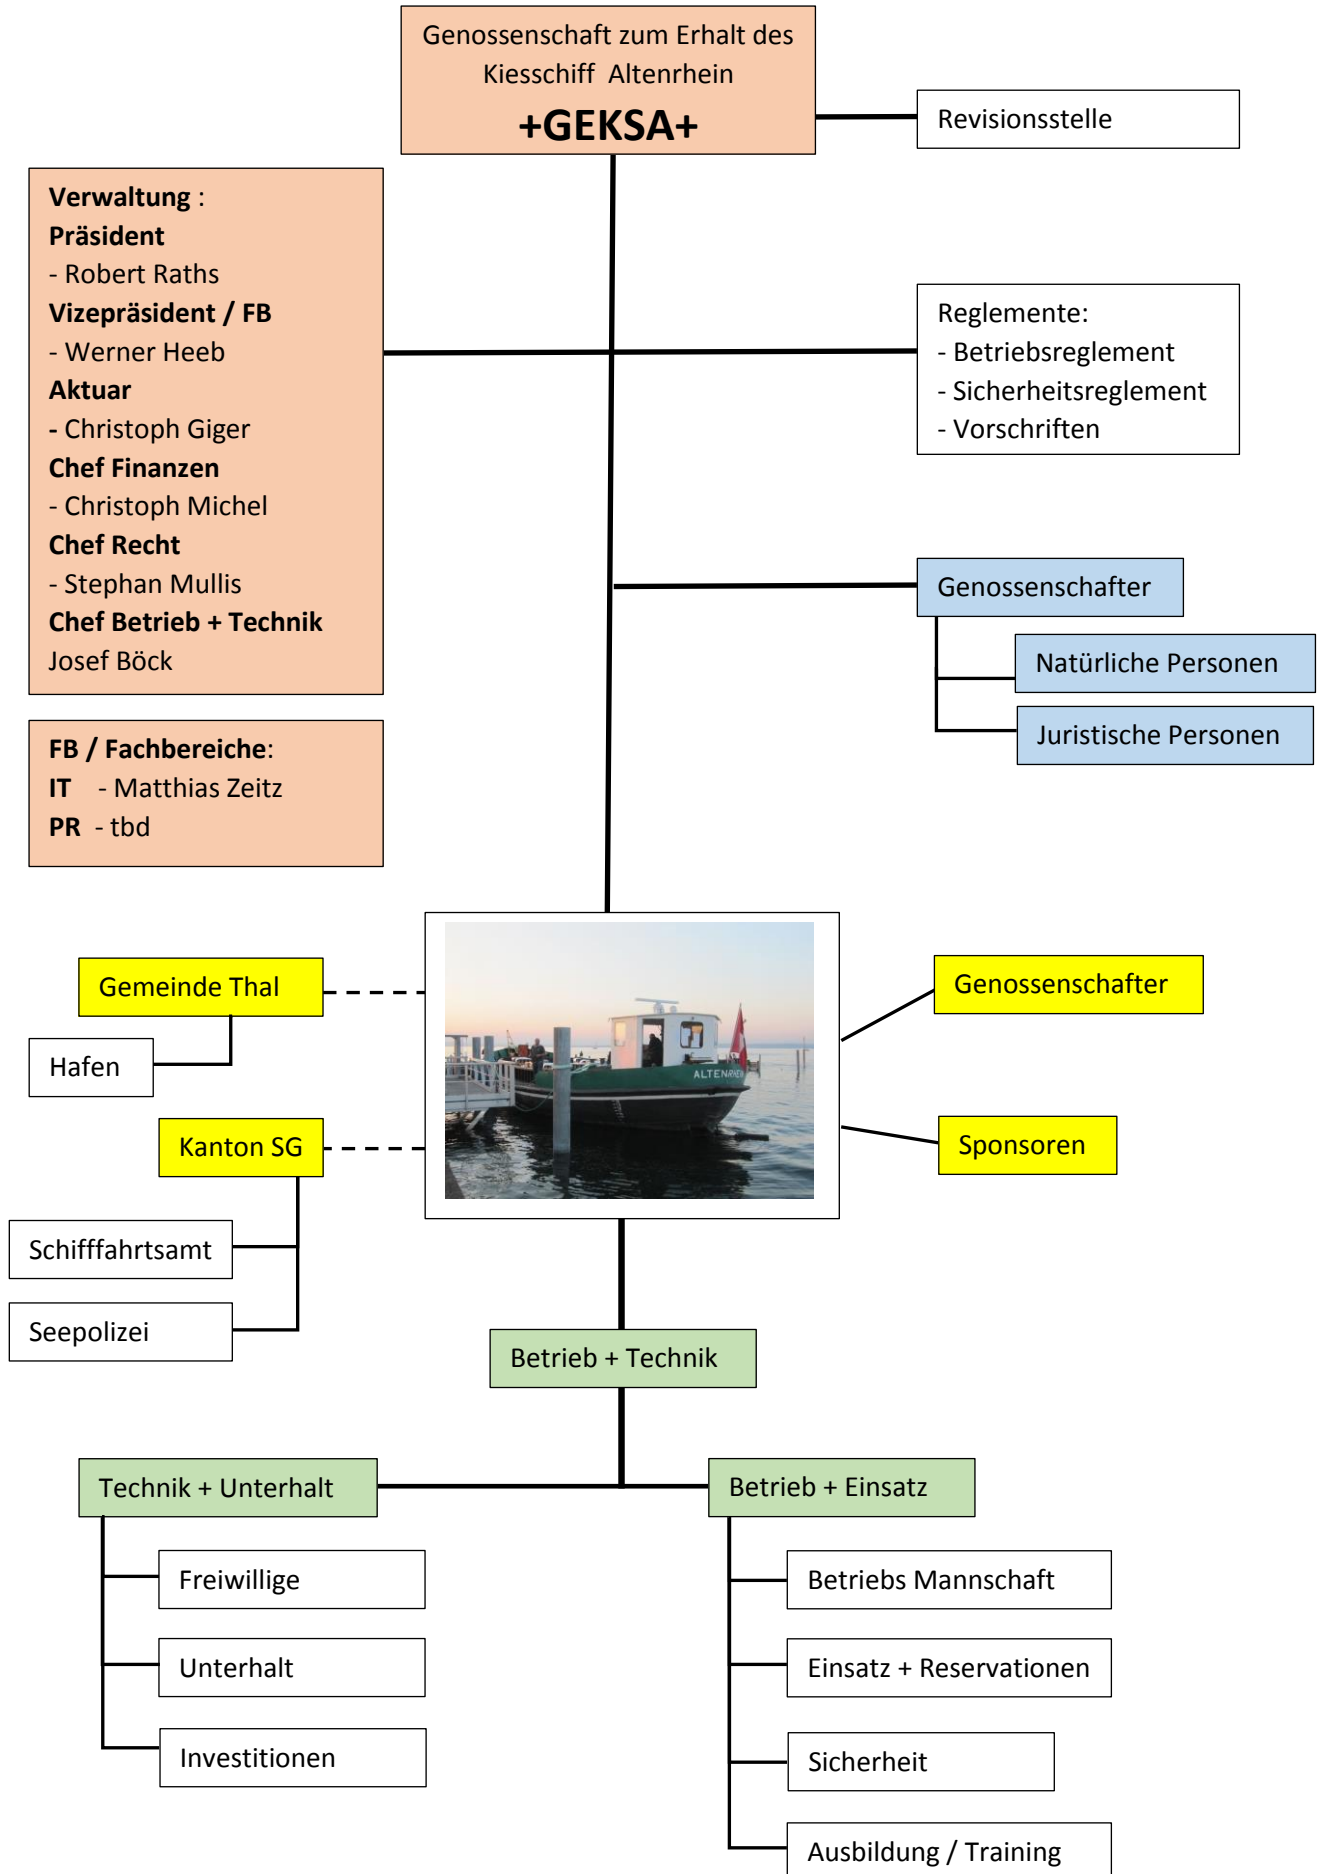 Genossenschaft zum Erhalt des
Kiesschiff Altenrhein
+GEKSA+
Revisionsstelle
Verwaltung :
Präsident
- Robert Raths
Vizepräsident / FB
- Werner Heeb
Aktuar
- Christoph Giger
Chef Finanzen
- Christoph Michel
Chef Recht
- Stephan Mullis
Chef Betrieb + Technik
Josef Böck
Reglemente:
- Betriebsreglement
- Sicherheitsreglement
- Vorschriften
Genossenschafter
Natürliche Personen
Juristische Personen
FB / Fachbereiche:
IT - Matthias Zeitz
PR - tbd
Gemeinde Thal
Hafen
Kanton SG
Schifffahrtsamt
Seepolizei
ALTENRHEIN
Genossenschafter
Sponsoren
Betrieb + Technik
Technik + Unterhalt
Freiwillige
Unterhalt
Investitionen
Betrieb + Einsatz
Betriebs Mannschaft
Einsatz + Reservationen
Sicherheit
Ausbildung / Training